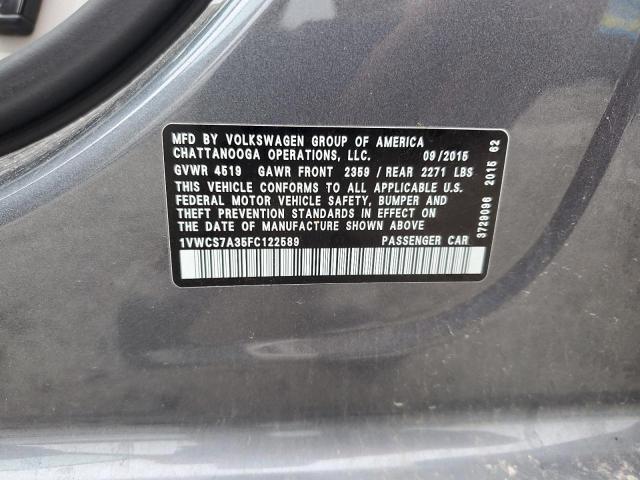 MFD BY VOLKSWAGEN GROUP OF AMERICA
CHATTANOOGA OPERATIONS, LLC. 09/2015
GVWR 4519 GAWR FRONT 2359 / REAR 2271 LBS
THIS VEHICLE CONFORMS TO ALL APPLICABLE U.S.
FEDERAL MOTOR VEHICLE SAFETY, BUMPER AND
THEFT PREVENTION STANDARDS IN EFFECT ON
THE DATE OF MANUFACTURE SHOWN ABOVE
1VWCS7A35FC122589 PASSENGER CAR
3729096 2015 62